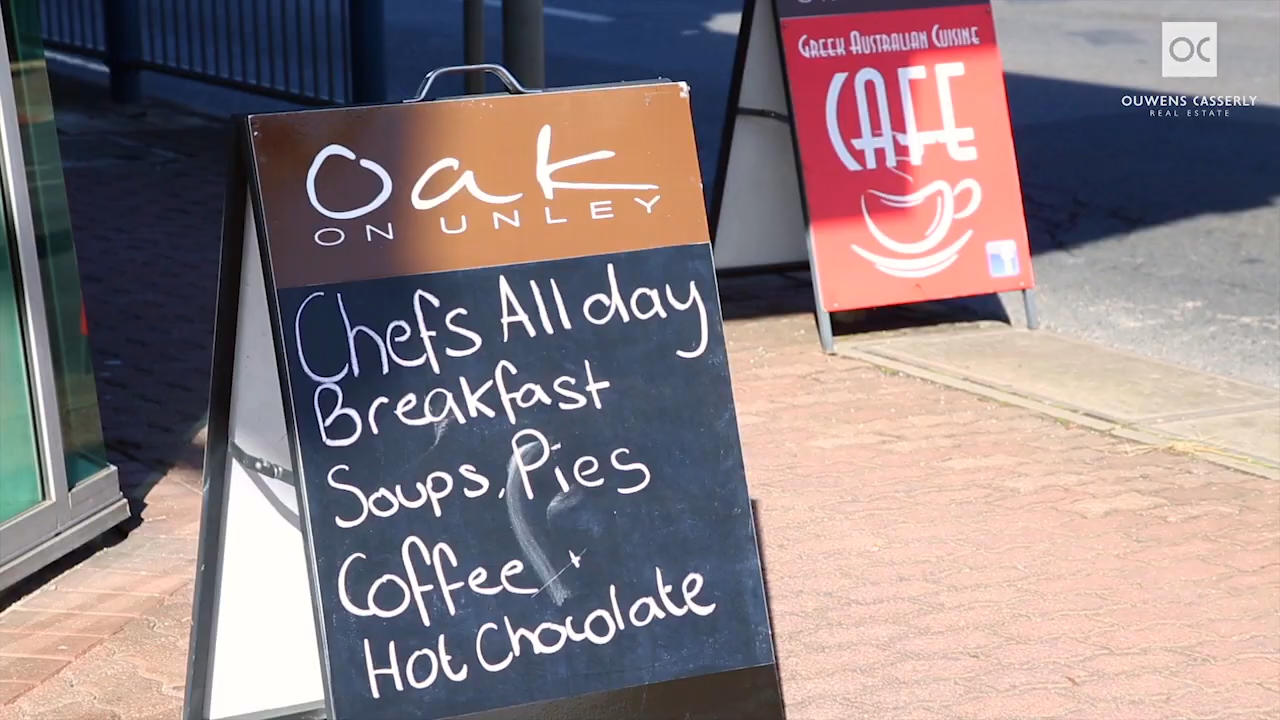 Oak
ON UNLEY
Chefs All day
Breakfast
Soups, Pies
Coffee +
Hot Chocolate
GREEK AUSTRALIAN CUISINE
CAFE
f
OC
OUWENS CASSERLY
REAL ESTATE